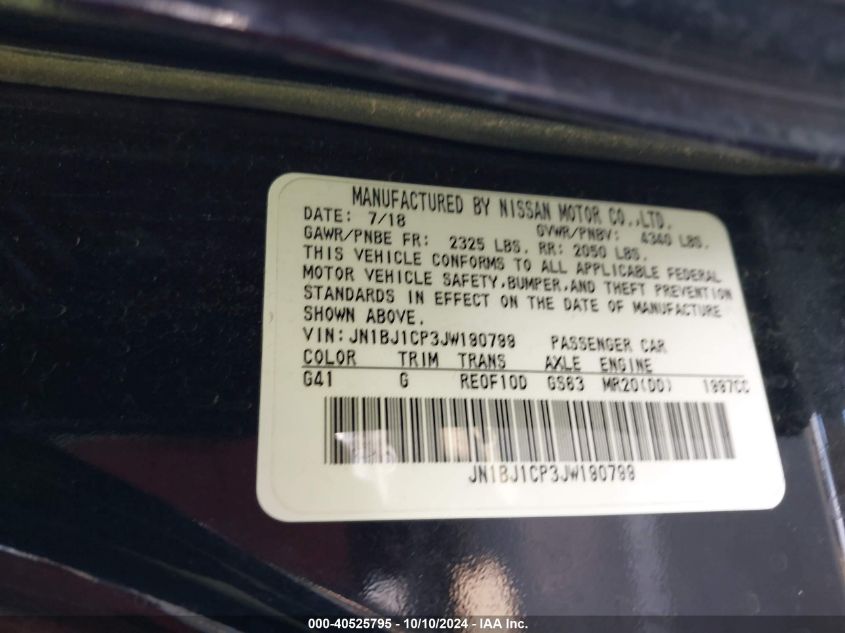 MANUFACTURED BY NISSAN MOTOR CO.,LTD.
DATE: 7/18 GVWR/PNBV: 4340 LBS.
GAWR/PNBE FR: 2325 LBS. RR: 2050 LBS.
THIS VEHICLE CONFORMS TO ALL APPLICABLE FEDERAL
MOTOR VEHICLE SAFETY,BUMPER,AND THEFT PREVENTION
STANDARDS IN EFFECT ON THE DATE OF MANUFACTURE
SHOWN ABOVE.
VIN:JN1BJ1CP3JW190799 PASSENGER CAR
COLOR TRIM TRANS AXLE ENGINE
G41 G RE0F10D GS63 MR20(DD) 1997CC
JN1BJ1CP3JW190799
000-40525795 - 10/10/2024 - IAA Inc.